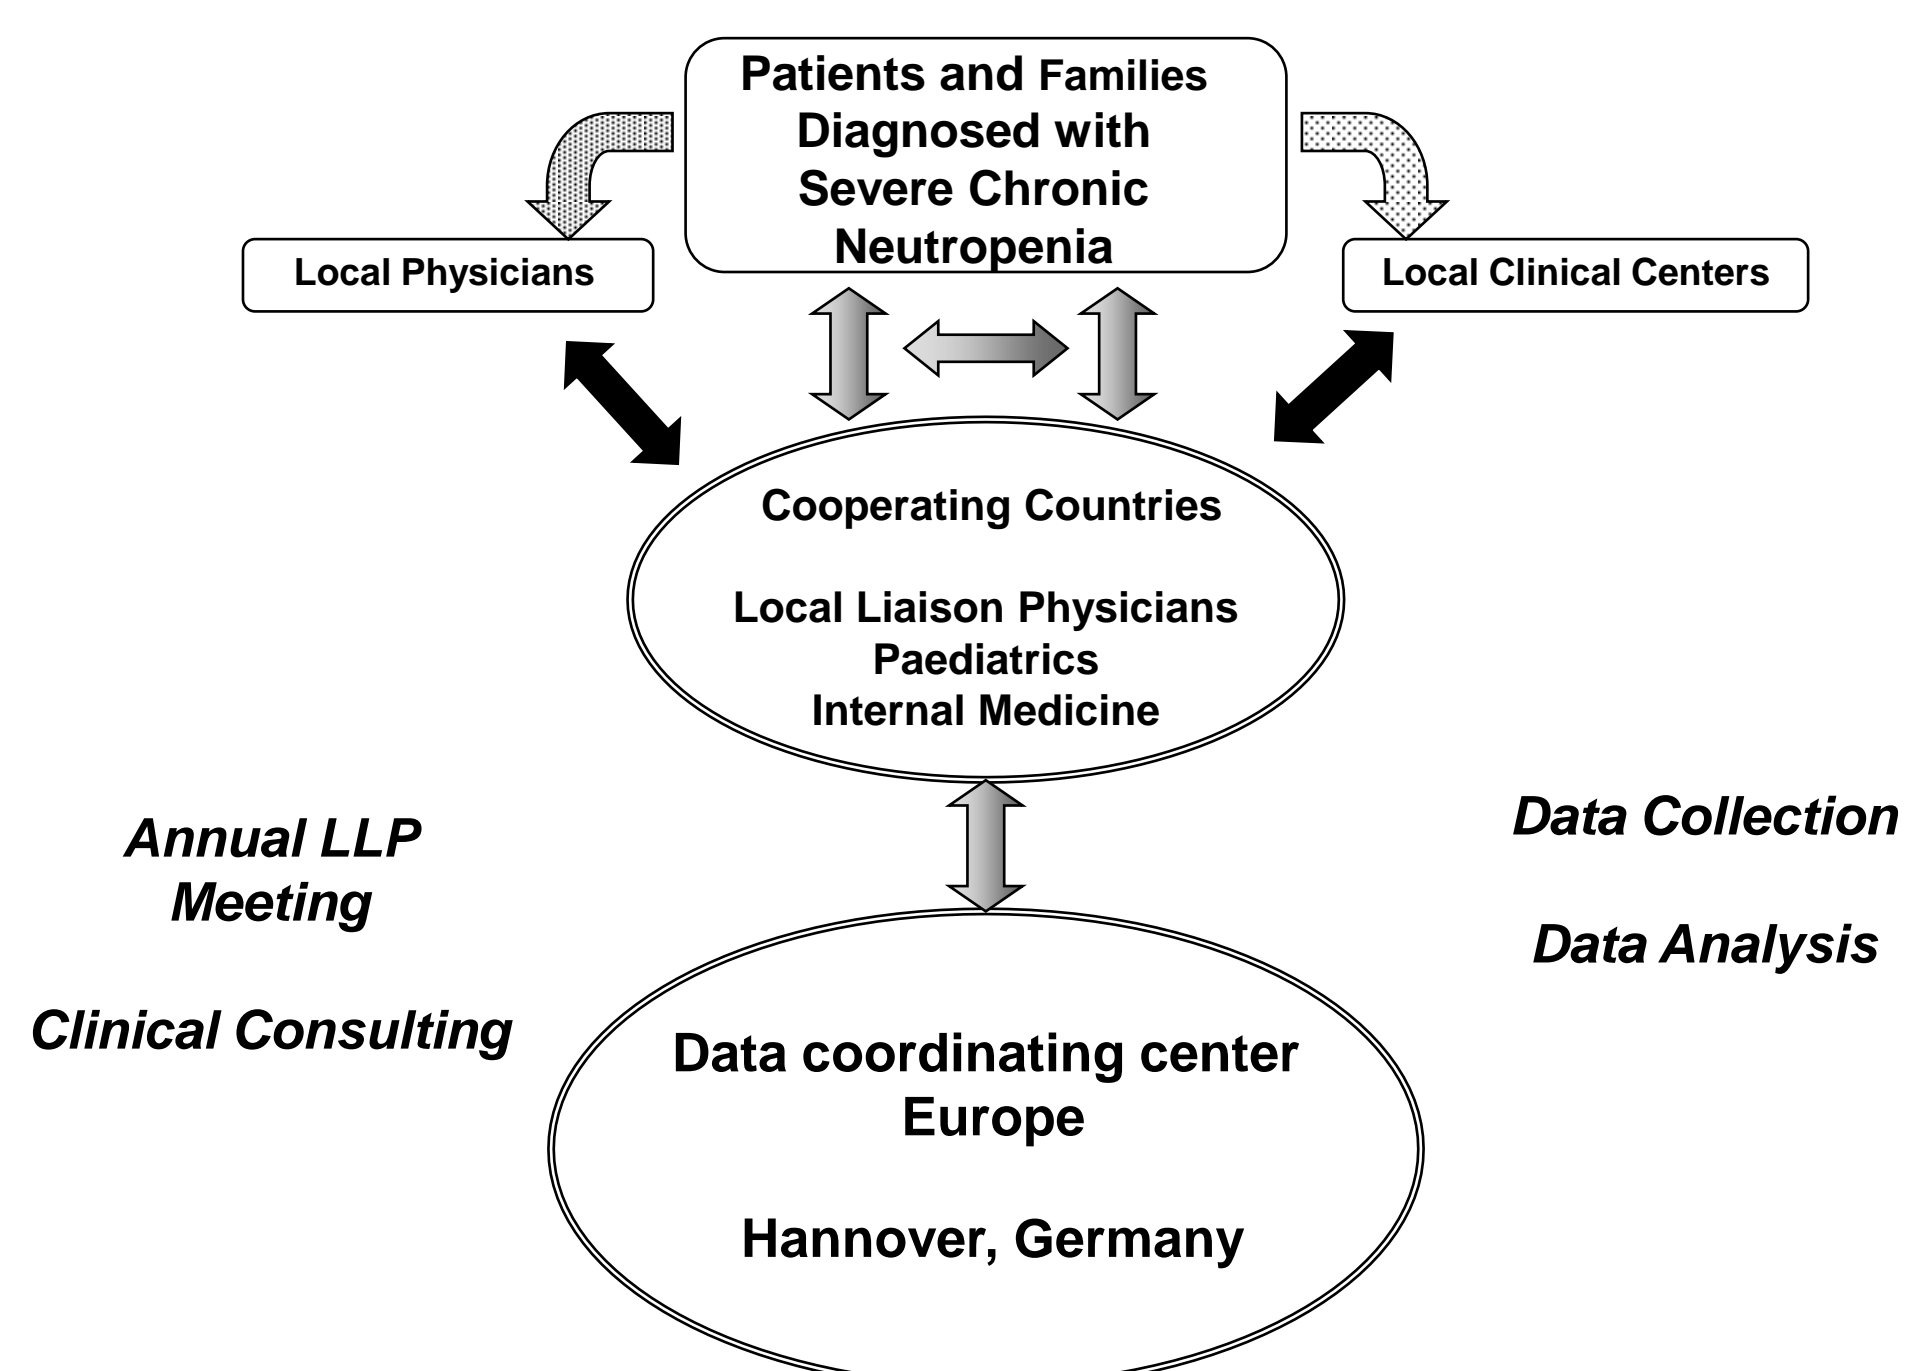 Patients and Families
Diagnosed with
Severe Chronic
Neutropenia
Local Physicians
Local Clinical Centers
Cooperating Countries
Local Liaison Physicians
Paediatrics
Internal Medicine
Annual LLP
Meeting
Clinical Consulting
Data Collection
Data Analysis
Data coordinating center
Europe
Hannover, Germany